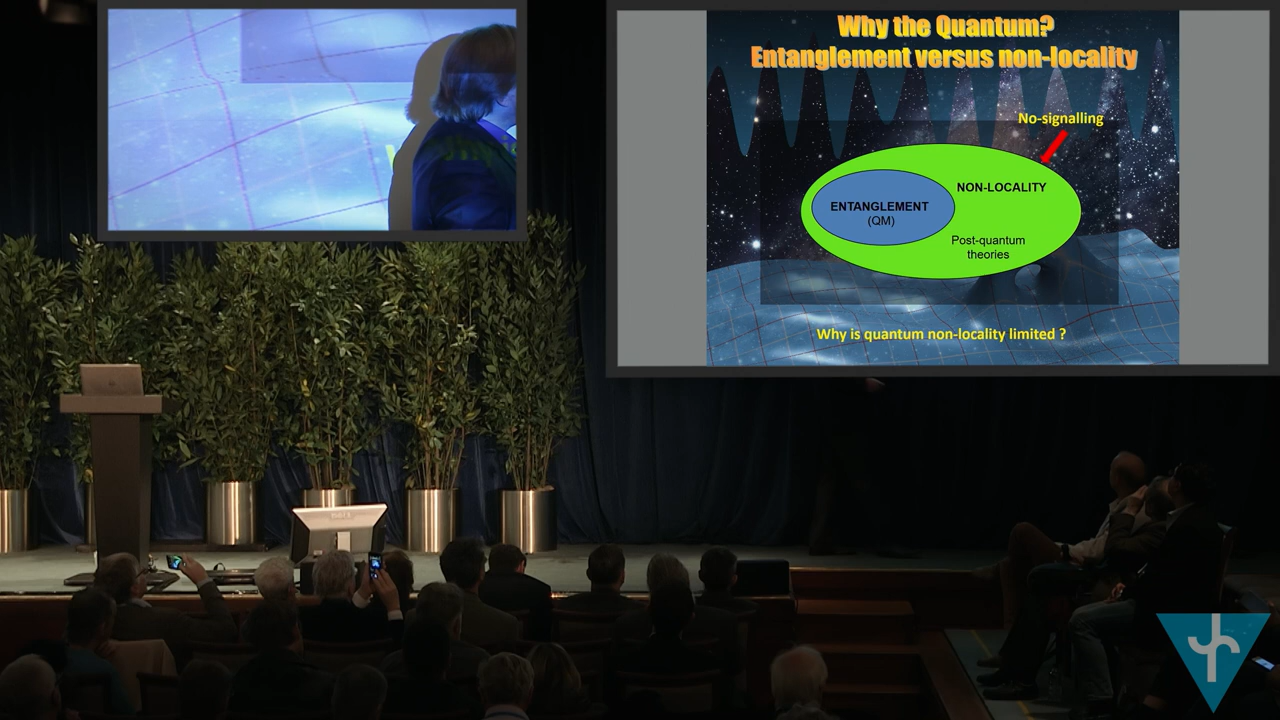 Why the Quantum?
Entanglement versus non-locality
No-signalling
NON-LOCALITY
ENTANGLEMENT
(QM)
Post-quantum
theories
Why is quantum non-locality limited ?